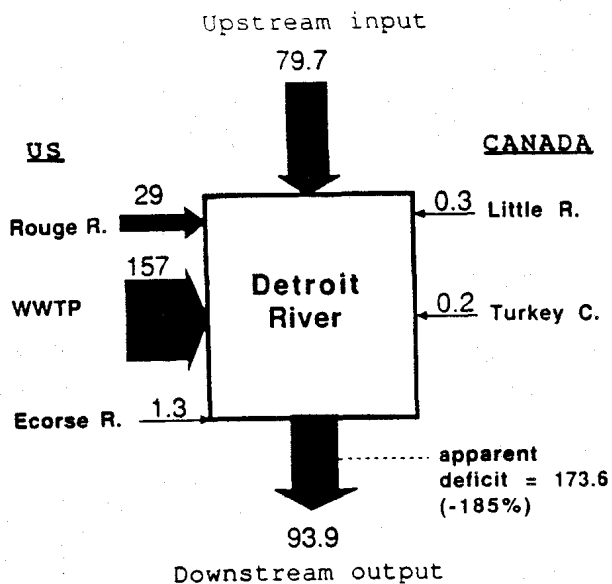 Upstream input
79.7
US
CANADA
29
Rouge R.
0.3
Little R.
157
WWTP
Detroit
River
0.2
Turkey C.
Ecorse R.
1.3
apparent
deficit = 173.6
(-185%)
93.9
Downstream output